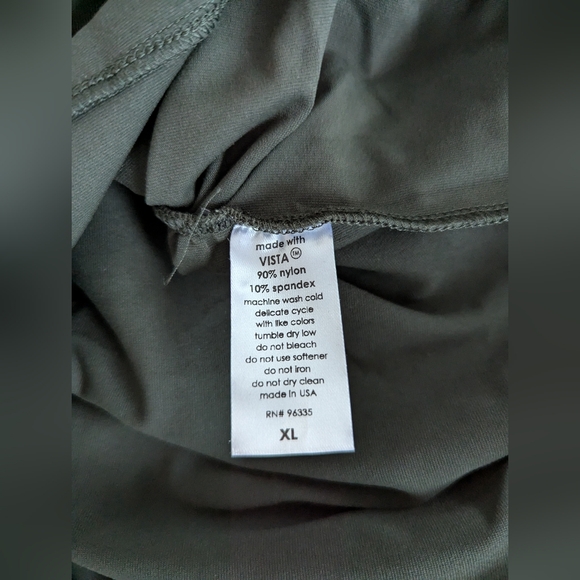 made with
VISTA™
90% nylon
10% spandex
machine wash cold
delicate cycle
with like colors
tumble dry low
do not bleach
do not use softener
do not iron
do not dry clean
made in USA
RN# 96335
XL